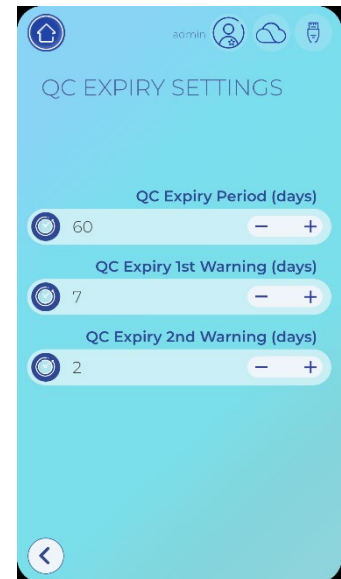 admin
QC EXPIRY SETTINGS
QC Expiry Period (days)
60 − +
QC Expiry 1st Warning (days)
7 − +
QC Expiry 2nd Warning (days)
2 − +